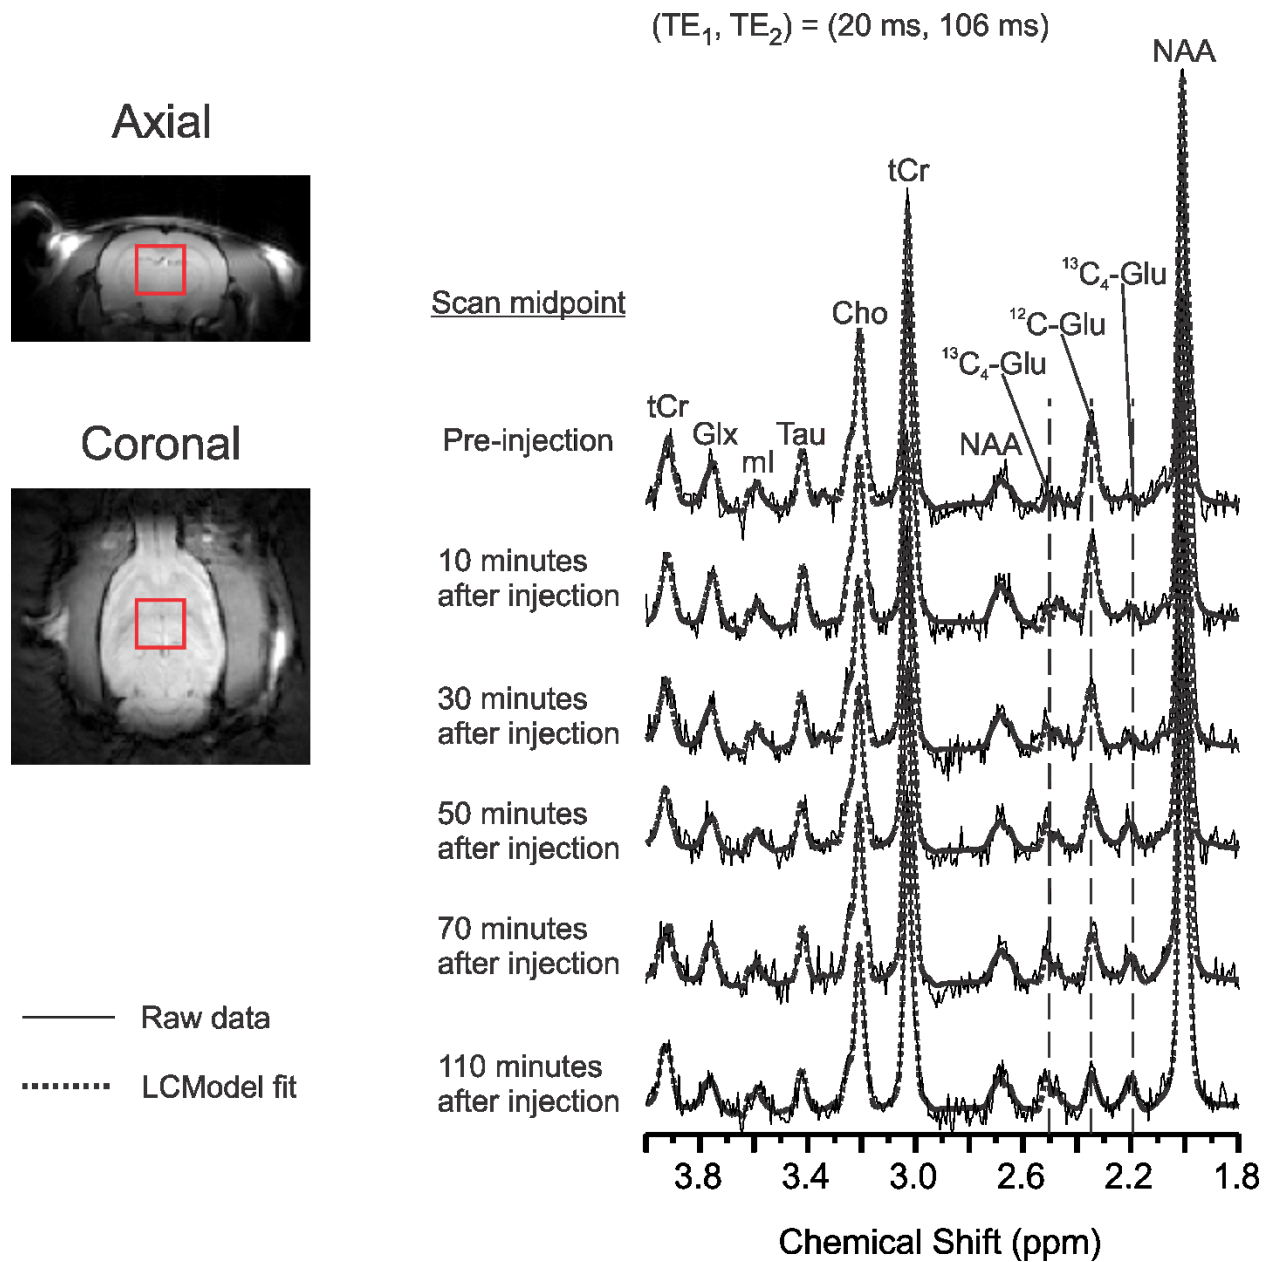 (TE₁, TE₂) = (20 ms, 106 ms)
NAA
Axial
tCr
¹³C₄-Glu
Scan midpoint
Cho
¹²C-Glu
¹³C₄-Glu
tCr
Glx
mI
Tau
NAA
Coronal
Pre-injection
10 minutes
after injection
30 minutes
after injection
50 minutes
after injection
70 minutes
after injection
Raw data
LCModel fit
110 minutes
after injection
3.8 3.4 3.0 2.6 2.2 1.8
Chemical Shift (ppm)